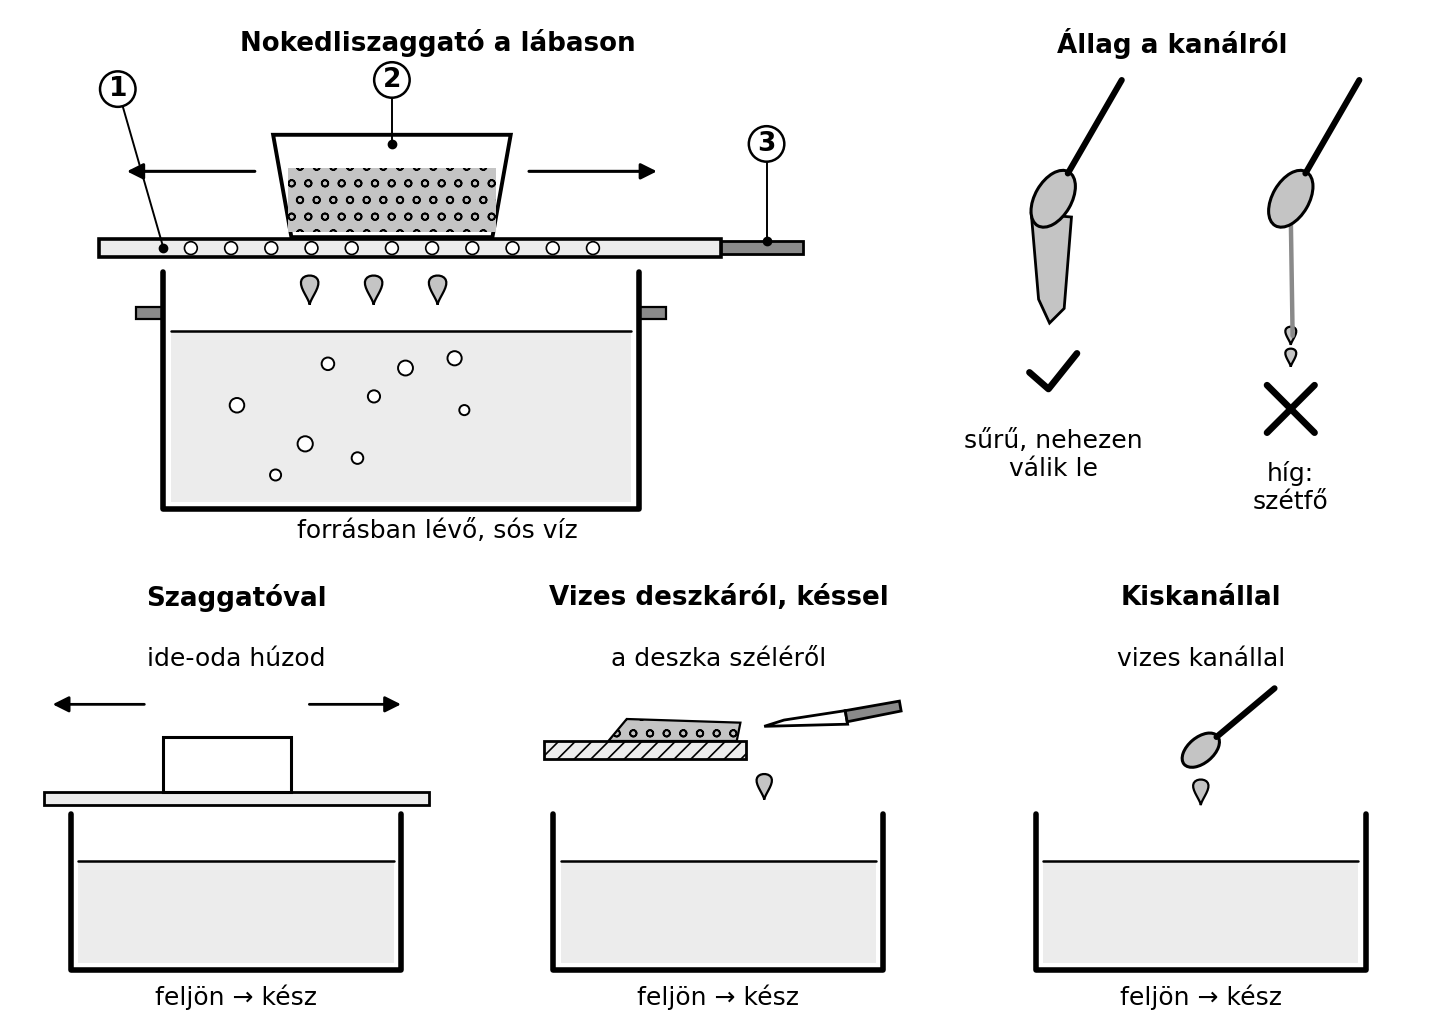 Nokedliszaggató a lábason
Állag a kanálról
1
2
3
sűrű, nehezen
válik le
híg:
szétfő
forrásban lévő, sós víz
Szaggatóval
Vizes deszkáról, késsel
Kiskanállal
ide-oda húzod
a deszka széléről
vizes kanállal
feljön → kész
feljön → kész
feljön → kész